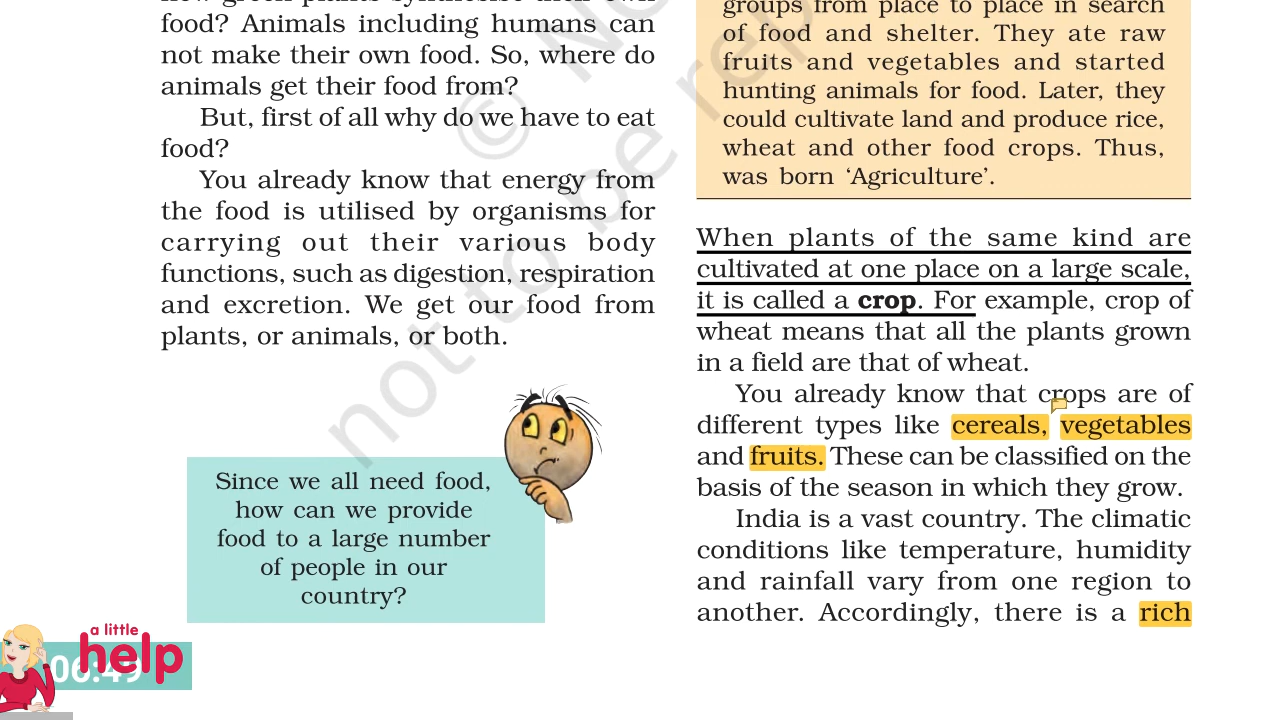 food? Animals including humans can
not make their own food. So, where do
animals get their food from?
But, first of all why do we have to eat
food?
You already know that energy from
the food is utilised by organisms for
carrying out their various body
functions, such as digestion, respiration
and excretion. We get our food from
plants, or animals, or both.
Since we all need food,
how can we provide
food to a large number
of people in our
country?
groups from place to place in search
of food and shelter. They ate raw
fruits and vegetables and started
hunting animals for food. Later, they
could cultivate land and produce rice,
wheat and other food crops. Thus,
was born ‘Agriculture’.
When plants of the same kind are
cultivated at one place on a large scale,
it is called a crop. For example, crop of
wheat means that all the plants grown
in a field are that of wheat.
You already know that crops are of
different types like cereals, vegetables
and fruits. These can be classified on the
basis of the season in which they grow.
India is a vast country. The climatic
conditions like temperature, humidity
and rainfall vary from one region to
another. Accordingly, there is a rich
© N
not to be rep
a little
help
06:49